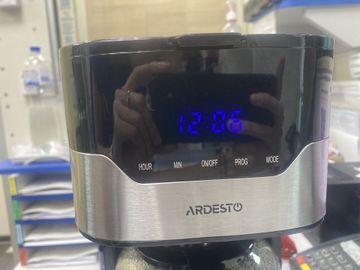 12:06
HOUR MIN ON/OFF PROG MODE
ARDESTO